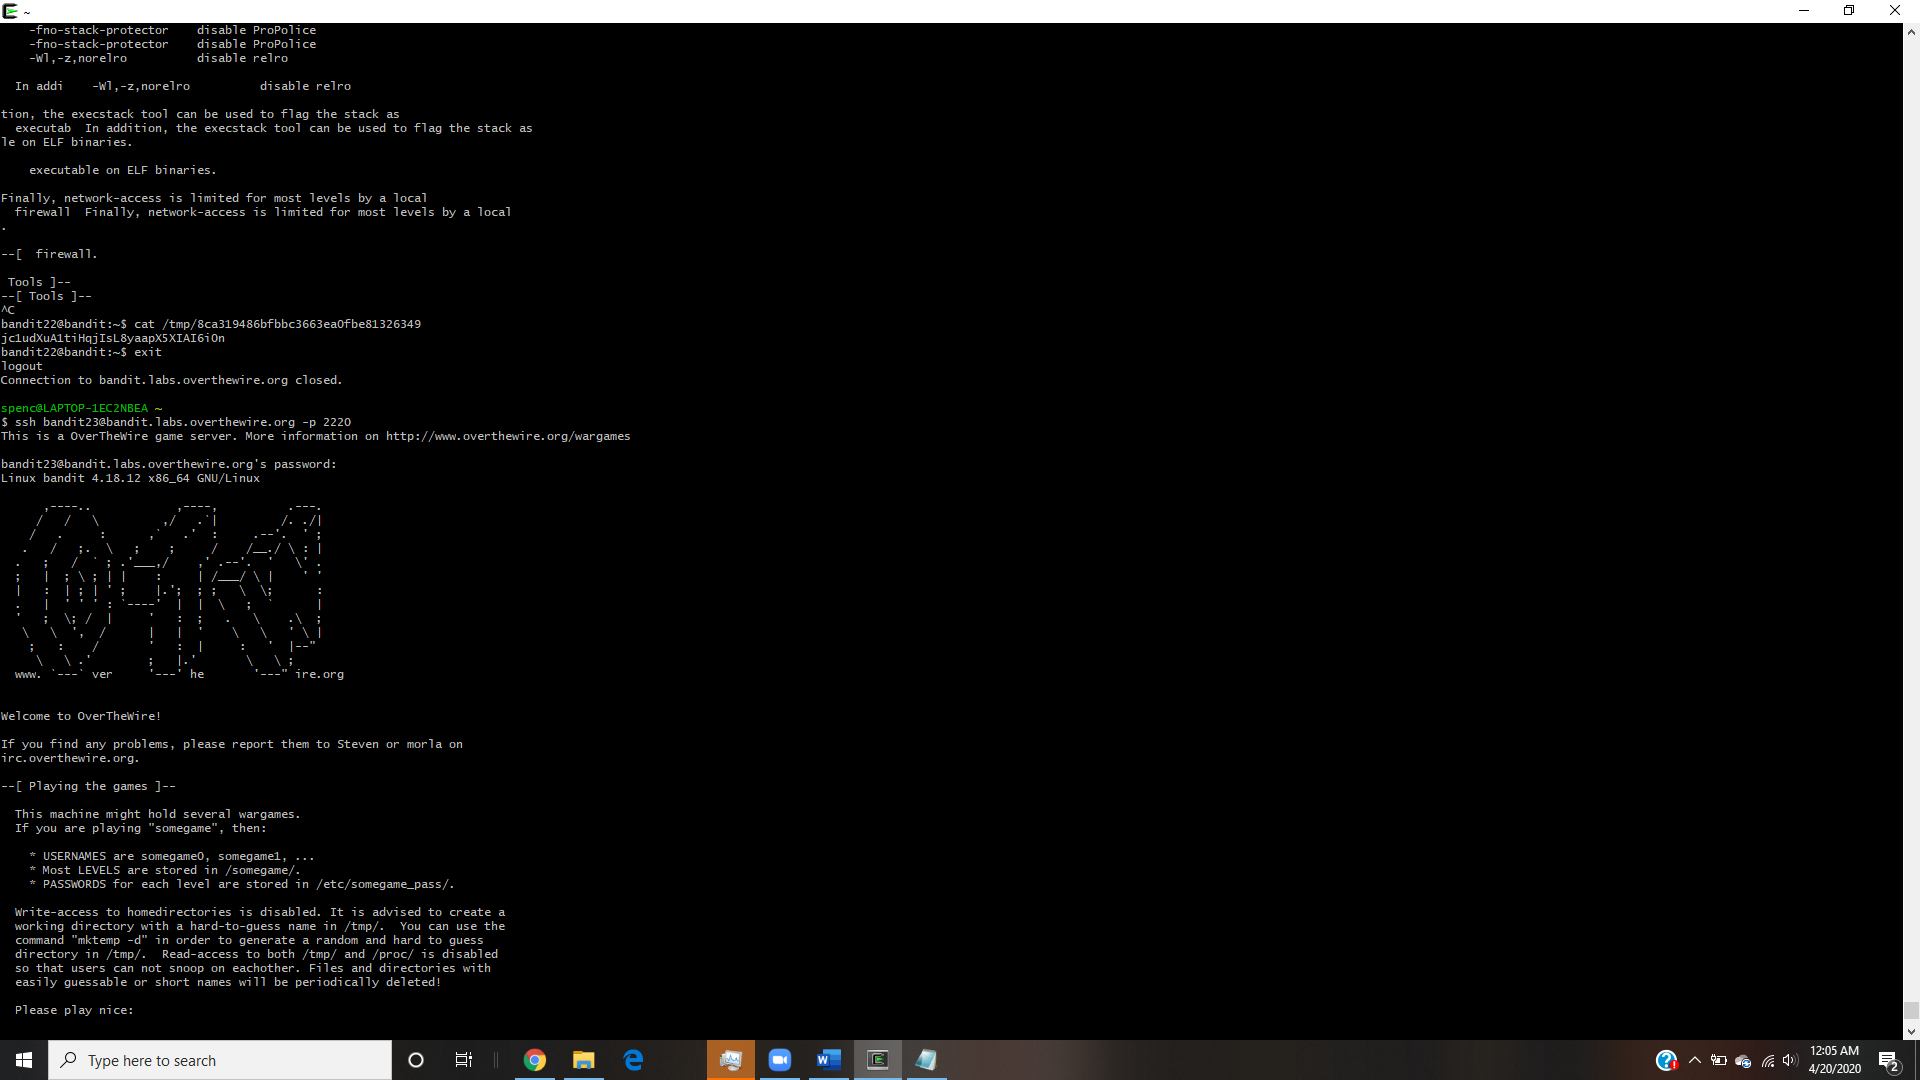 ~
-fno-stack-protector    disable ProPolice
-fno-stack-protector    disable ProPolice
-Wl,-z,norelro          disable relro
In addi    -Wl,-z,norelro          disable relro
tion, the execstack tool can be used to flag the stack as
executab  In addition, the execstack tool can be used to flag the stack as
le on ELF binaries.
executable on ELF binaries.
Finally, network-access is limited for most levels by a local
firewall  Finally, network-access is limited for most levels by a local
.
--[  firewall.
Tools ]--
--[ Tools ]--
^C
bandit22@bandit:~$ cat /tmp/8ca319486bfbbc3663ea0fbe81326349
jc1udXuA1tiHqjIsL8yaapX5XIAI6i0n
bandit22@bandit:~$ exit
logout
Connection to bandit.labs.overthewire.org closed.
spenc@LAPTOP-1EC2NBEA ~
$ ssh bandit23@bandit.labs.overthewire.org -p 2220
This is a OverTheWire game server. More information on http://www.overthewire.org/wargames
bandit23@bandit.labs.overthewire.org's password:
Linux bandit 4.18.12 x86_64 GNU/Linux
www. `---` ver     '---' he       '---" ire.org
Welcome to OverTheWire!
If you find any problems, please report them to Steven or morla on
irc.overthewire.org.
--[ Playing the games ]--
This machine might hold several wargames.
If you are playing "somegame", then:
* USERNAMES are somegame0, somegame1, ...
* Most LEVELS are stored in /somegame/.
* PASSWORDS for each level are stored in /etc/somegame_pass/.
Write-access to homedirectories is disabled. It is advised to create a
working directory with a hard-to-guess name in /tmp/.  You can use the
command "mktemp -d" in order to generate a random and hard to guess
directory in /tmp/.  Read-access to both /tmp/ and /proc/ is disabled
so that users can not snoop on eachother. Files and directories with
easily guessable or short names will be periodically deleted!
Please play nice:
Type here to search
12:05 AM
4/20/2020
2